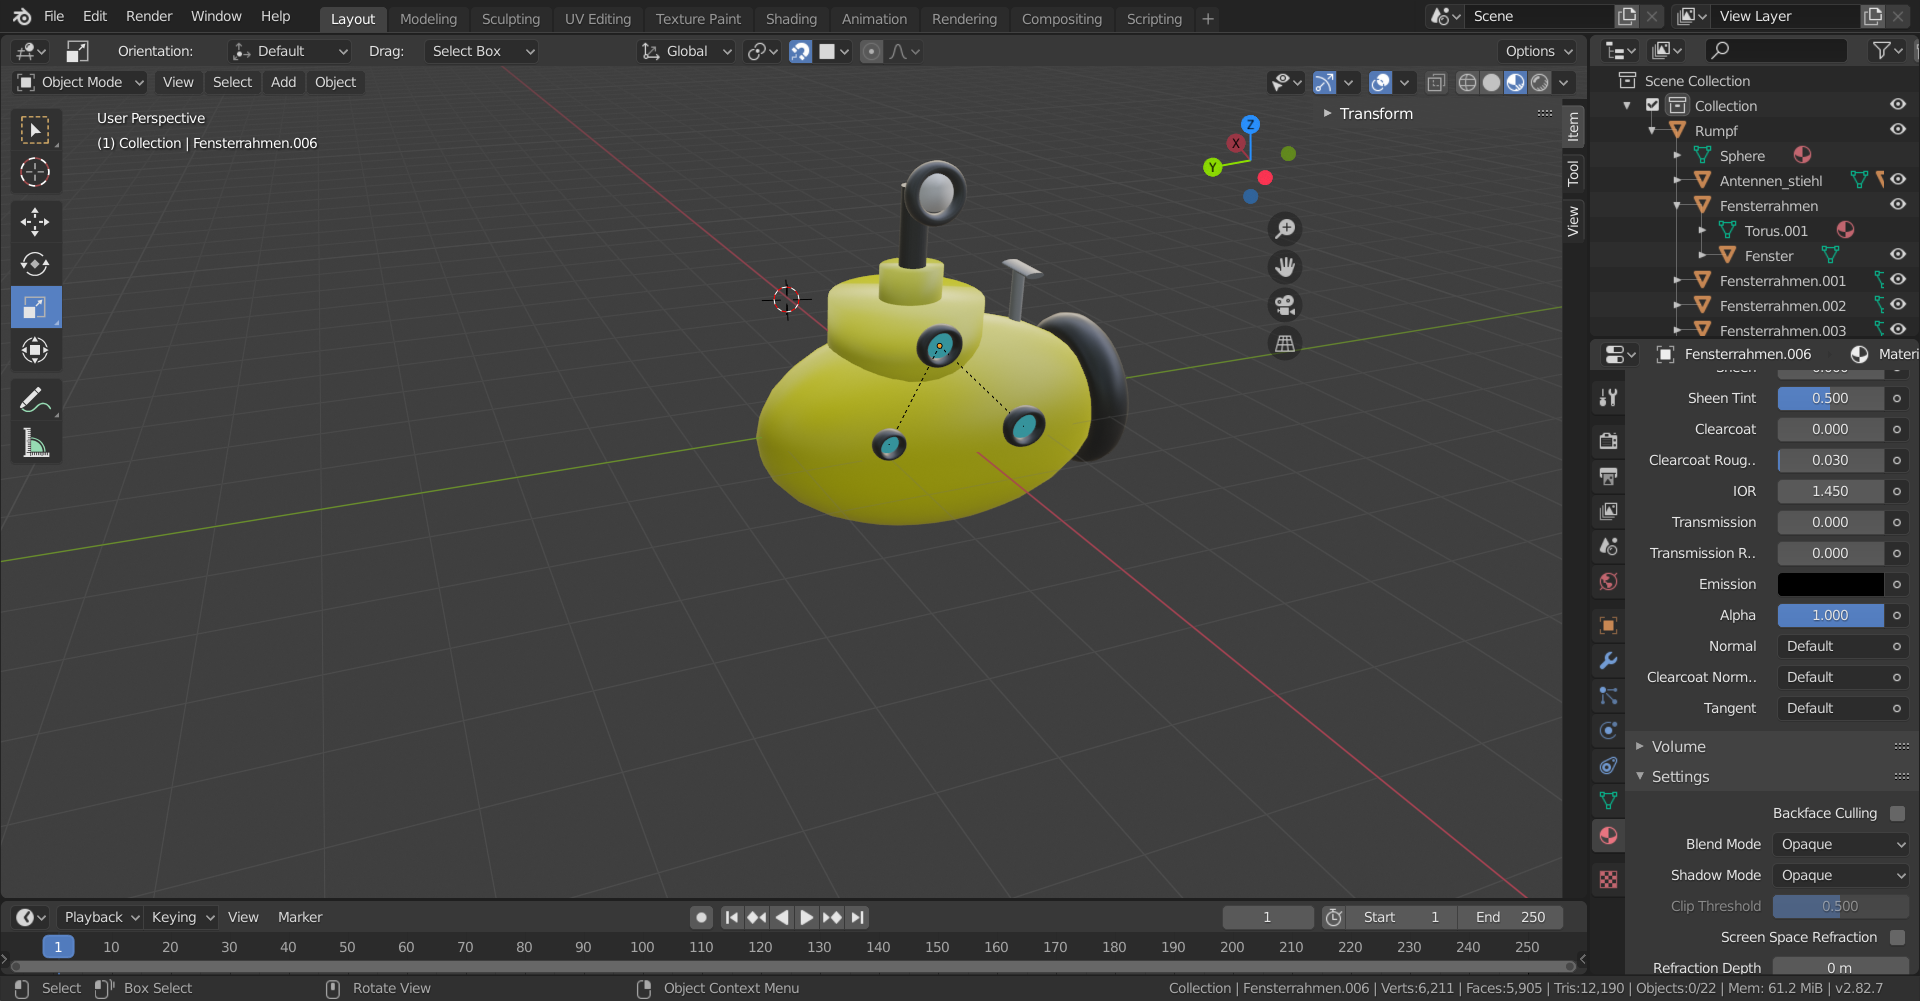 File Edit Render Window Help Layout Modeling Sculpting UV Editing Texture Paint Shading Animation Rendering Compositing Scripting + Scene View Layer
Orientation: Default Drag: Select Box Global Options
Object Mode View Select Add Object
User Perspective
(1) Collection | Fensterrahmen.006
Transform
Item
Tool
View
Z
X
Y
Scene Collection
Collection
Rumpf
Sphere
Antennen_stiehl
Fensterrahmen
Torus.001
Fenster
Fensterrahmen.001
Fensterrahmen.002
Fensterrahmen.003
Fensterrahmen.006 Materi
Sheen 0.000
Sheen Tint 0.500
Clearcoat 0.000
Clearcoat Roug.. 0.030
IOR 1.450
Transmission 0.000
Transmission R.. 0.000
Emission
Alpha 1.000
Normal Default
Clearcoat Norm.. Default
Tangent Default
Volume
Settings
Backface Culling
Blend Mode Opaque
Shadow Mode Opaque
Clip Threshold 0.500
Screen Space Refraction
Refraction Depth 0 m
Playback Keying View Marker 1 Start 1 End 250
1 10 20 30 40 50 60 70 80 90 100 110 120 130 140 150 160 170 180 190 200 210 220 230 240 250
Select Box Select Rotate View Object Context Menu Collection | Fensterrahmen.006 | Verts:6,211 | Faces:5,905 | Tris:12,190 | Objects:0/22 | Mem: 61.2 MiB | v2.82.7